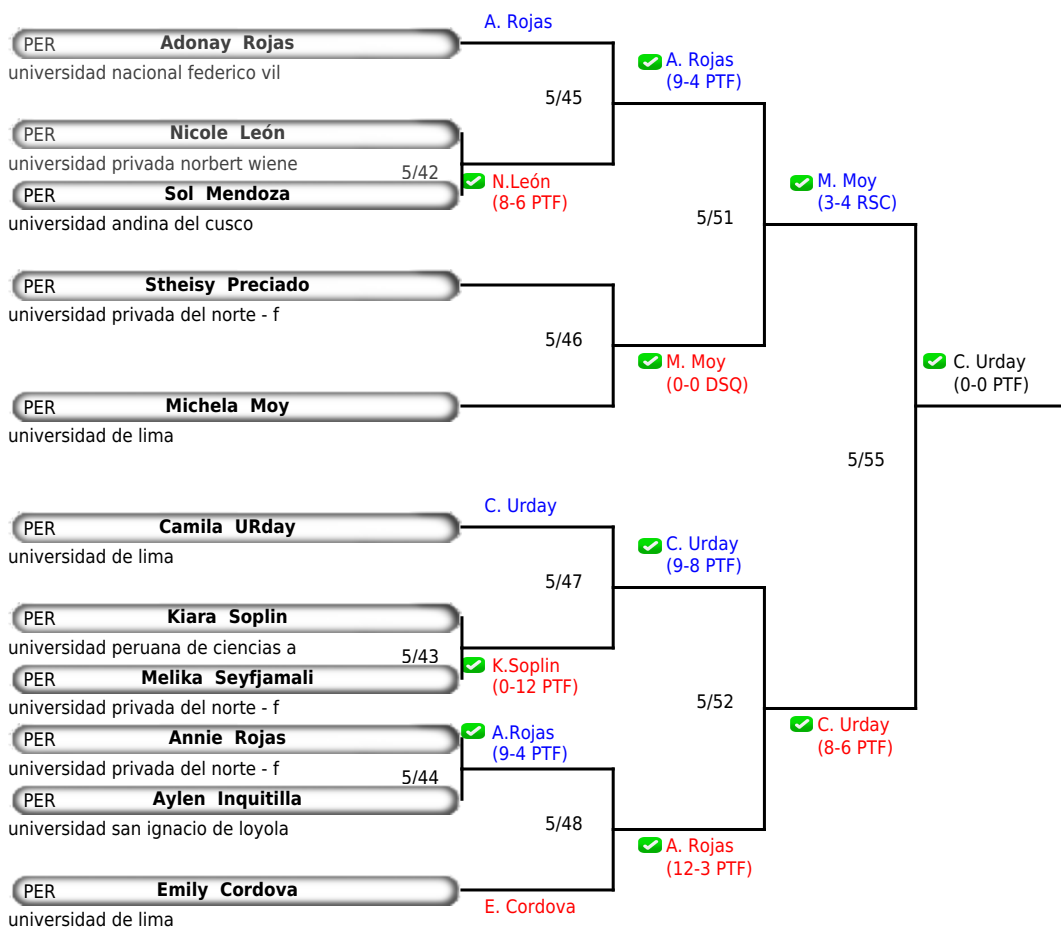 A. Rojas
PER Adonay Rojas
universidad nacional federico vil
A. Rojas
(9-4 PTF)
5/45
PER Nicole León
universidad privada norbert wiene
5/42
PER Sol Mendoza
N.León
(8-6 PTF)
universidad andina del cusco
M. Moy
(3-4 RSC)
5/51
PER Stheisy Preciado
universidad privada del norte - f
5/46
M. Moy
(0-0 DSQ)
C. Urday
(0-0 PTF)
PER Michela Moy
universidad de lima
5/55
C. Urday
PER Camila URday
universidad de lima
C. Urday
(9-8 PTF)
5/47
PER Kiara Soplin
universidad peruana de ciencias a
5/43
PER Melika Seyfjamali
K.Soplin
(0-12 PTF)
universidad privada del norte - f
5/52
PER Annie Rojas
A.Rojas
(9-4 PTF)
C. Urday
(8-6 PTF)
universidad privada del norte - f
5/44
PER Aylen Inquitilla
universidad san ignacio de loyola
5/48
A. Rojas
(12-3 PTF)
PER Emily Cordova
E. Cordova
universidad de lima